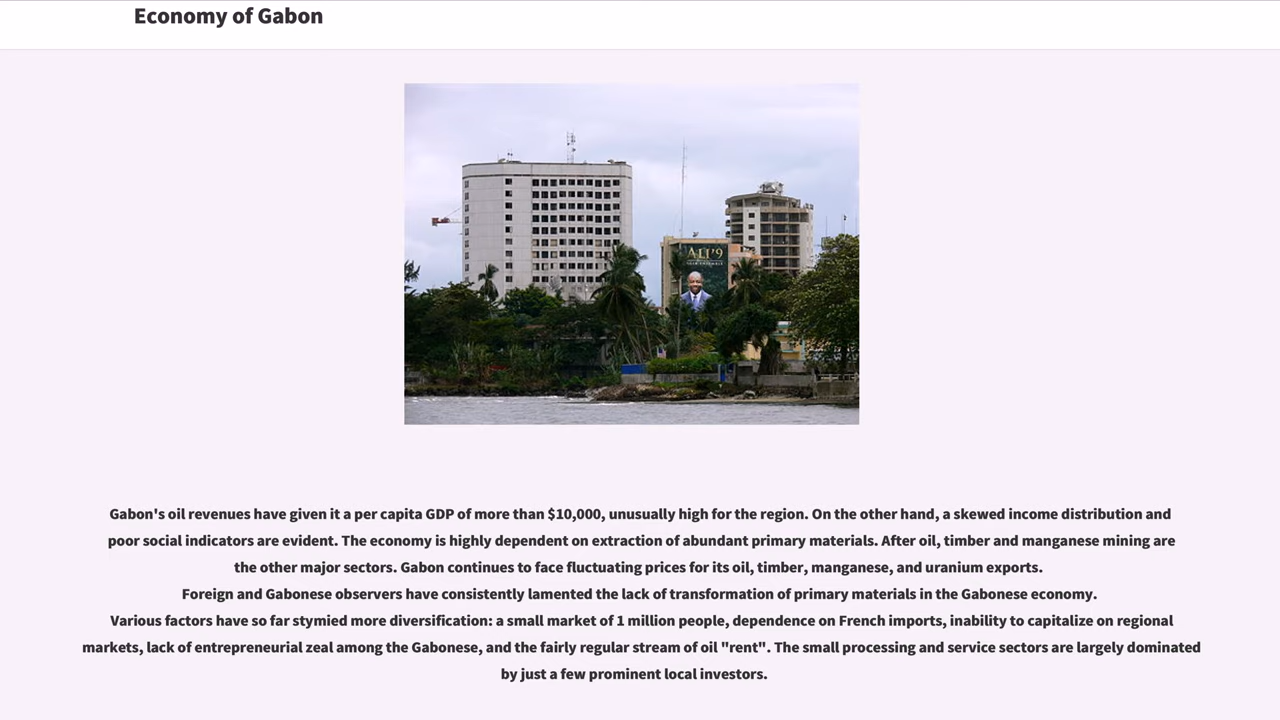 Economy of Gabon
ALI'9
Gabon's oil revenues have given it a per capita GDP of more than $10,000, unusually high for the region. On the other hand, a skewed income distribution and
poor social indicators are evident. The economy is highly dependent on extraction of abundant primary materials. After oil, timber and manganese mining are
the other major sectors. Gabon continues to face fluctuating prices for its oil, timber, manganese, and uranium exports.
Foreign and Gabonese observers have consistently lamented the lack of transformation of primary materials in the Gabonese economy.
Various factors have so far stymied more diversification: a small market of 1 million people, dependence on French imports, inability to capitalize on regional
markets, lack of entrepreneurial zeal among the Gabonese, and the fairly regular stream of oil "rent". The small processing and service sectors are largely dominated
by just a few prominent local investors.